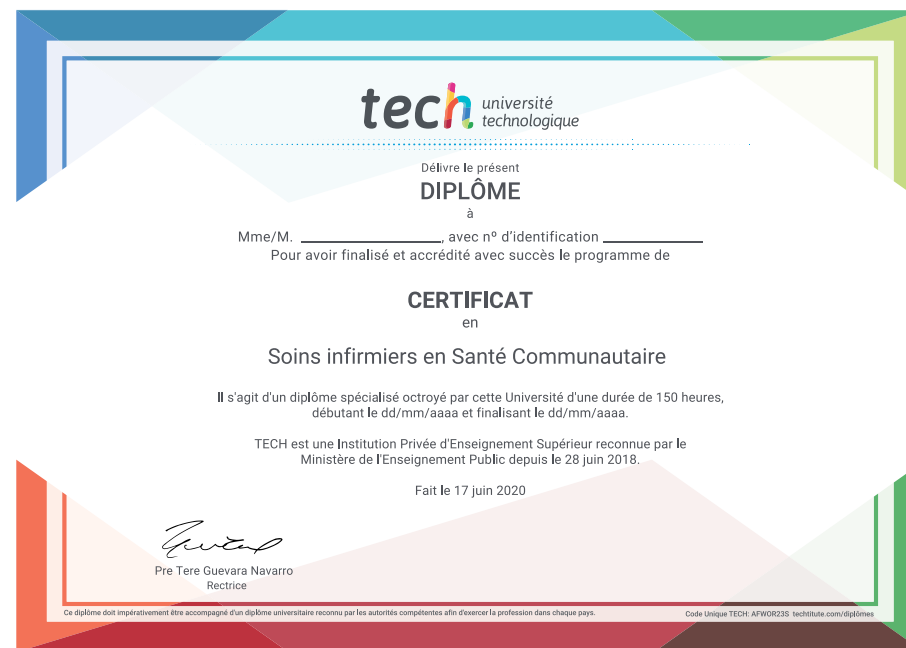 tech université
technologique
Délivre le présent
DIPLÔME
à
Mme/M. ____________________, avec nº d'identification ______________
Pour avoir finalisé et accrédité avec succès le programme de
CERTIFICAT
en
Soins infirmiers en Santé Communautaire
Il s'agit d'un diplôme spécialisé octroyé par cette Université d'une durée de 150 heures,
débutant le dd/mm/aaaa et finalisant le dd/mm/aaaa.
TECH est une Institution Privée d'Enseignement Supérieur reconnue par le
Ministère de l'Enseignement Public depuis le 28 juin 2018.
Fait le 17 juin 2020
Pre Tere Guevara Navarro
Rectrice
Ce diplôme doit impérativement être accompagné d'un diplôme universitaire reconnu par les autorités compétentes afin d'exercer la profession dans chaque pays.
Code Unique TECH: AFWOR23S techtitute.com/diplômes